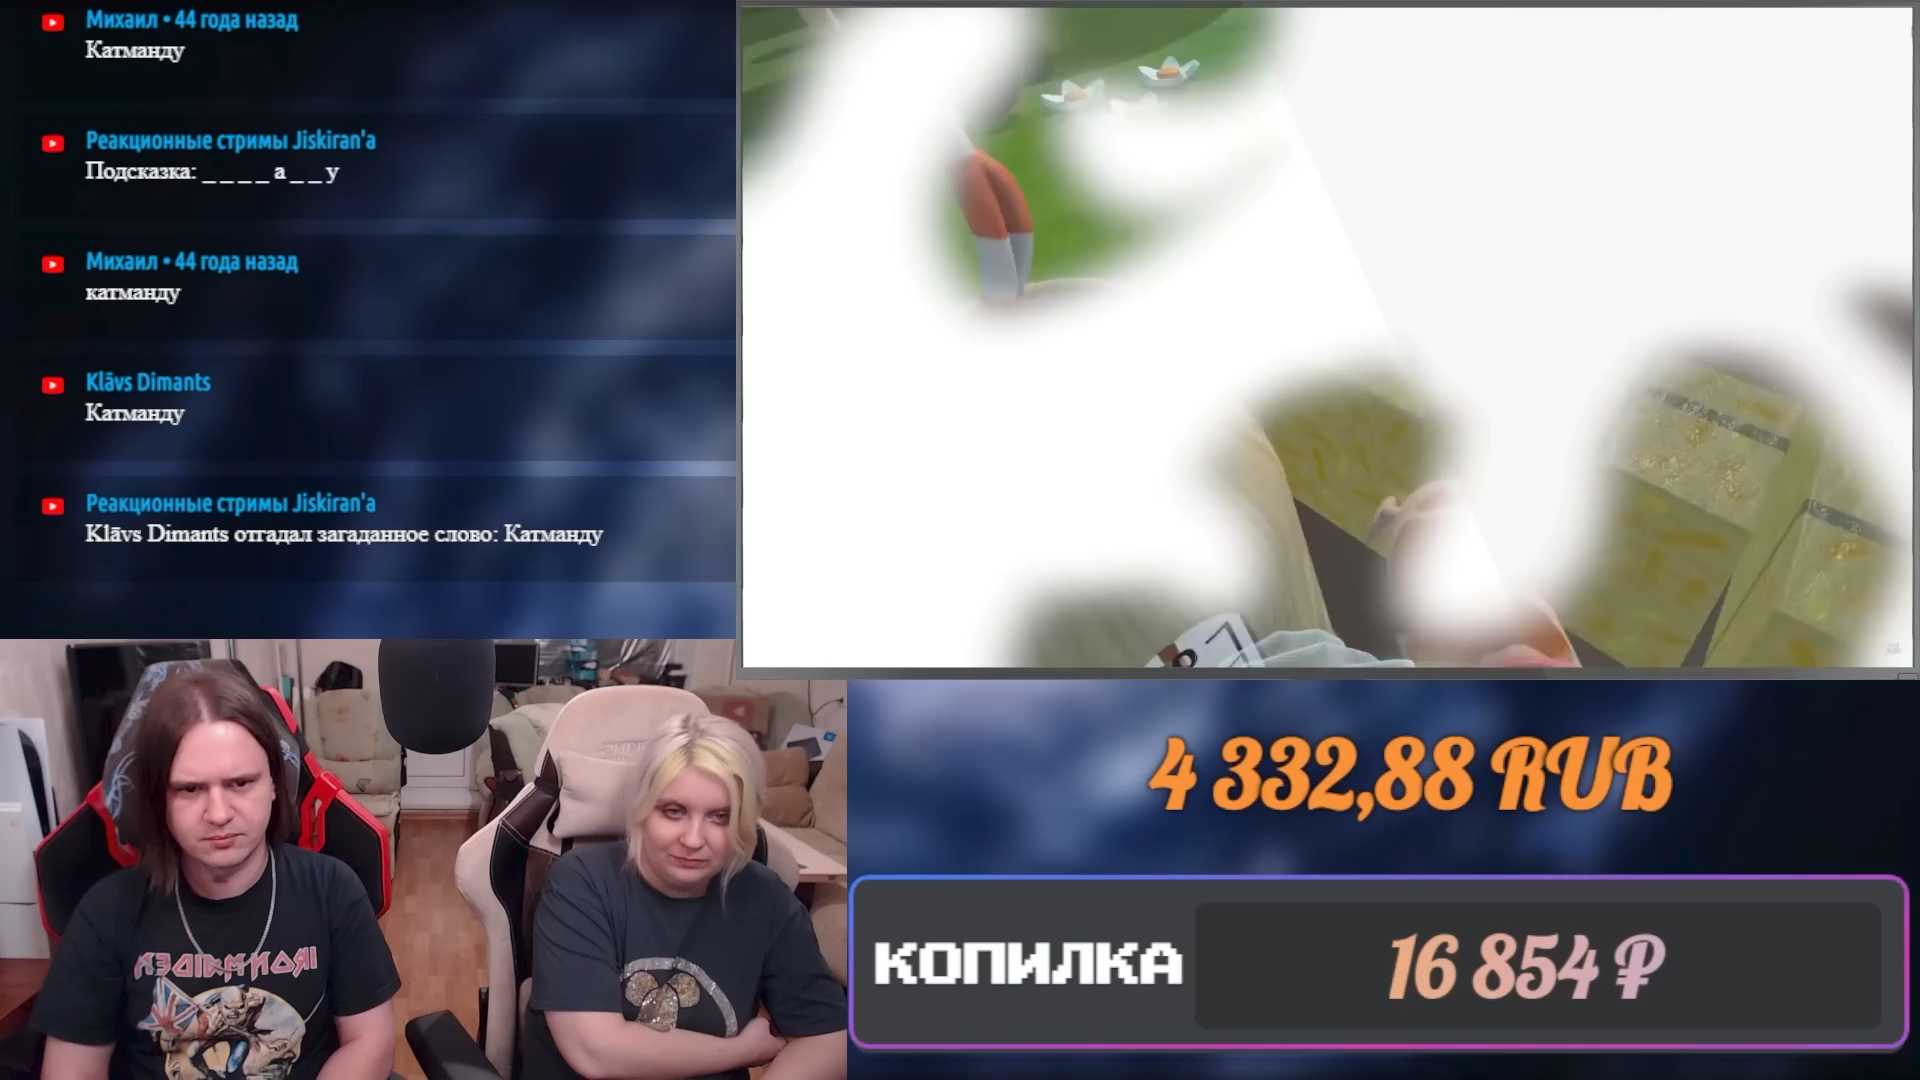 Михаил • 44 года назад
Катманду
Реакционные стримы Jiskiran'a
Подсказка: _ _ _ _ а _ _ у
Михаил • 44 года назад
катманду
Klāvs Dimants
Катманду
Реакционные стримы Jiskiran'a
Klāvs Dimants отгадал загаданное слово: Катманду
4 332,88 RUB
КОПИЛКА
16 854 ₽